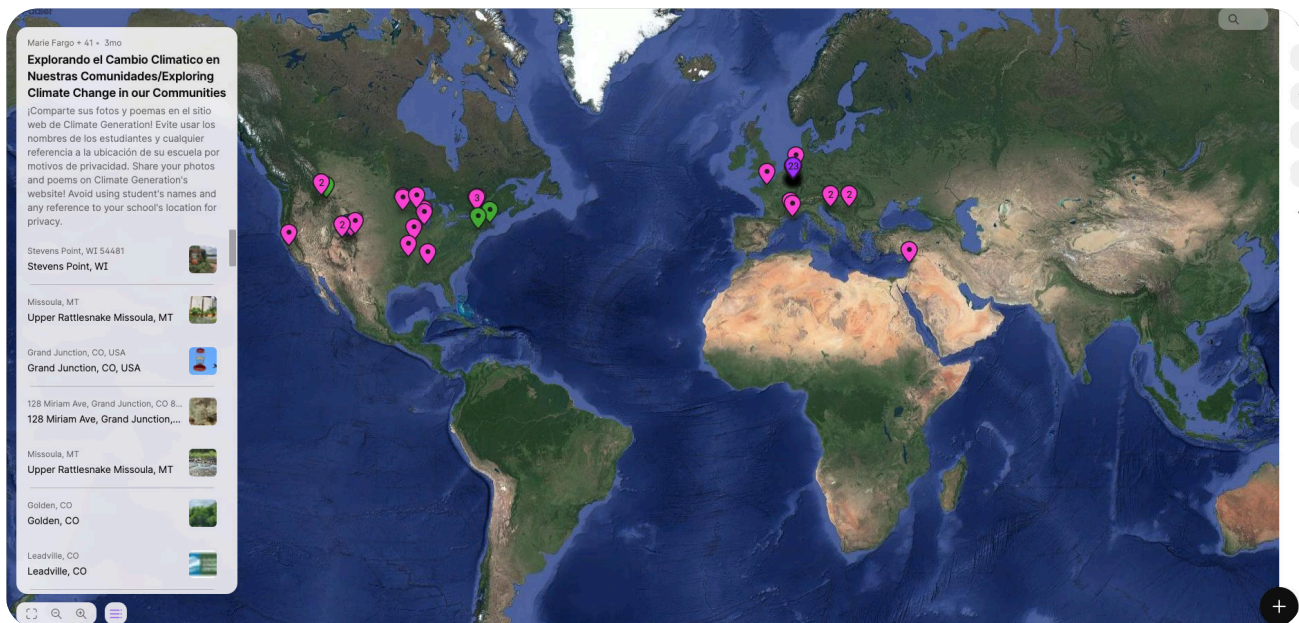 Marie Fargo + 41 • 3mo
Explorando el Cambio Climatico en
Nuestras Comunidades/Exploring
Climate Change in our Communities
¡Comparte sus fotos y poemas en el sitio
web de Climate Generation! Evite usar los
nombres de los estudiantes y cualquier
referencia a la ubicación de su escuela por
motivos de privacidad. Share your photos
and poems on Climate Generation's
website! Avoid using student's names and
any reference to your school's location for
privacy.
Stevens Point, WI 54481
Stevens Point, WI
Missoula, MT
Upper Rattlesnake Missoula, MT
Grand Junction, CO, USA
Grand Junction, CO, USA
128 Miriam Ave, Grand Junction, CO 8...
128 Miriam Ave, Grand Junction,...
Missoula, MT
Upper Rattlesnake Missoula, MT
Golden, CO
Golden, CO
Leadville, CO
Leadville, CO
2
2
3
23
2
2